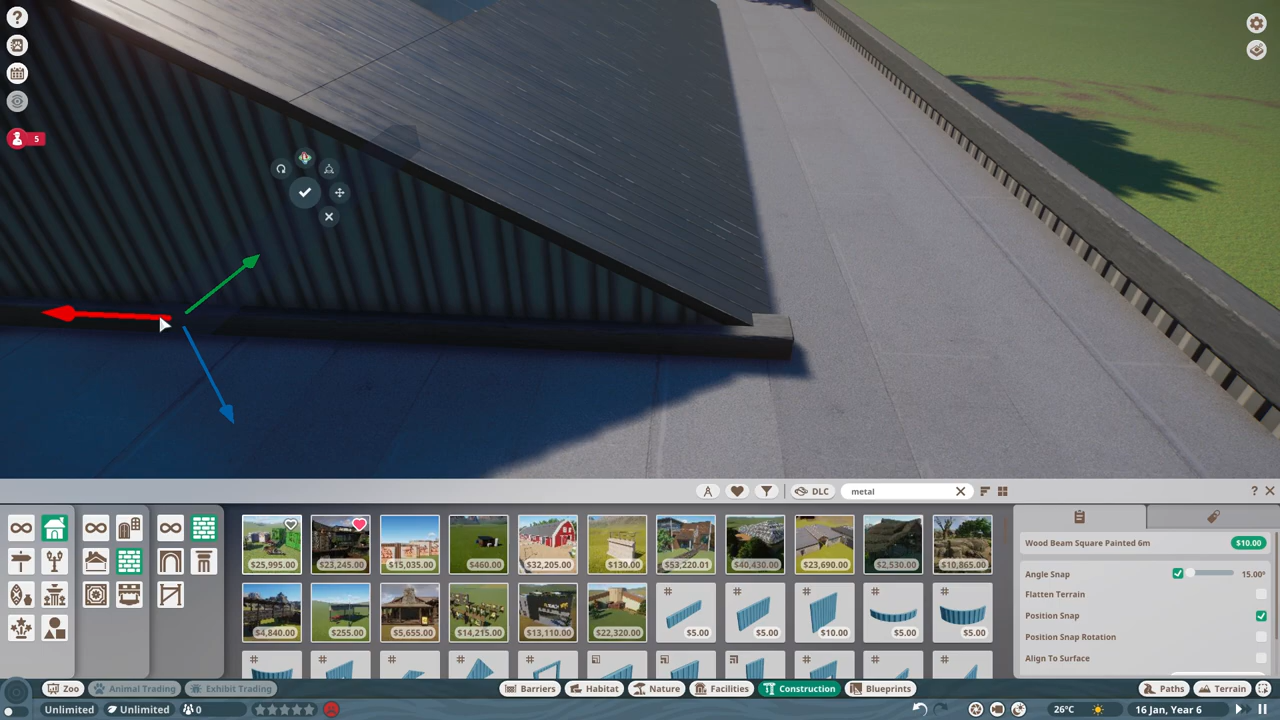 ?
5
DLC
metal
?
$25,995.00
$23,245.00
$15,035.00
$460.00
$32,205.00
$130.00
$53,220.01
$40,430.00
$23,690.00
$2,530.00
$10,865.00
$4,840.00
$255.00
$5,655.00
$14,215.00
$13,110.00
$22,320.00
$5.00
$5.00
$10.00
$5.00
$5.00
Wood Beam Square Painted 6m
$10.00
Angle Snap
15.00°
Flatten Terrain
Position Snap
Position Snap Rotation
Align To Surface
Zoo
Animal Trading
Exhibit Trading
Barriers
Habitat
Nature
Facilities
Construction
Blueprints
Paths
Terrain
Unlimited
Unlimited
0
26°C
16 Jan, Year 6